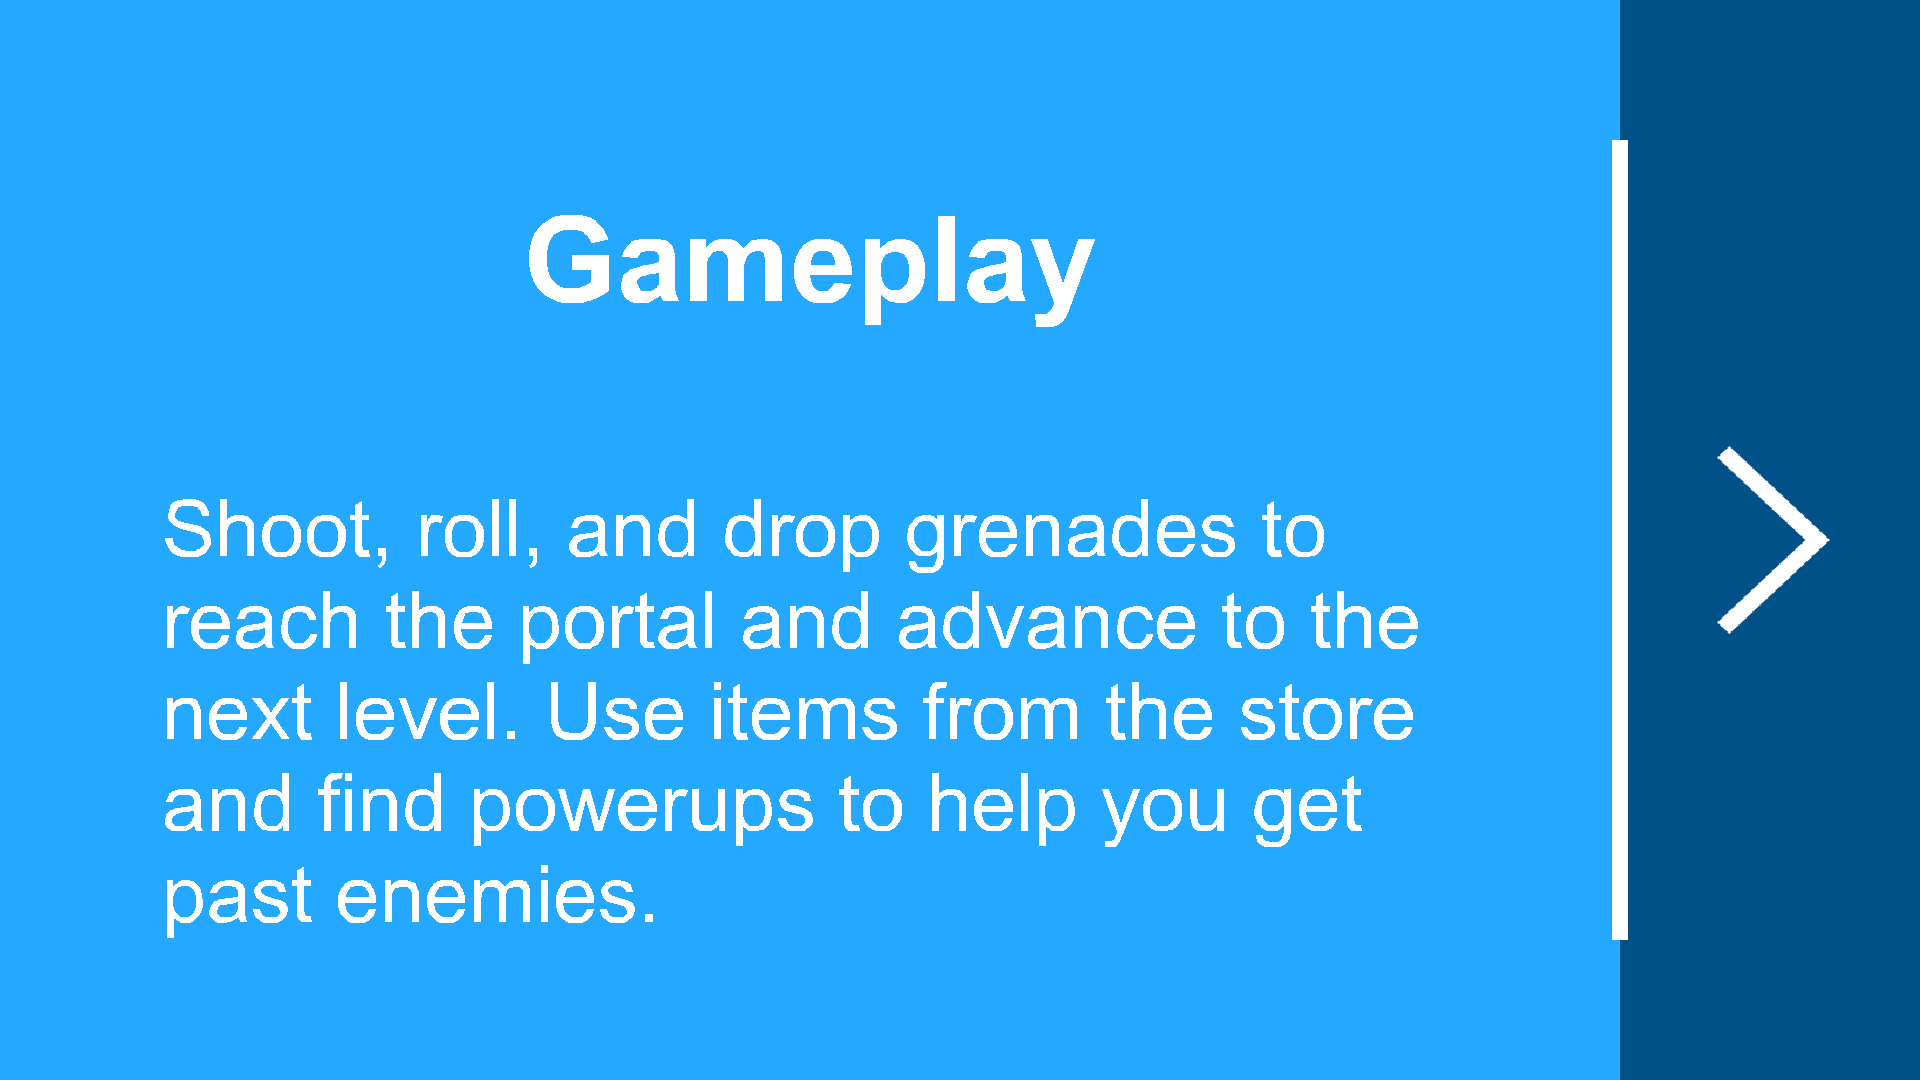 Gameplay
Shoot, roll, and drop grenades to
reach the portal and advance to the
next level. Use items from the store
and find powerups to help you get
past enemies.